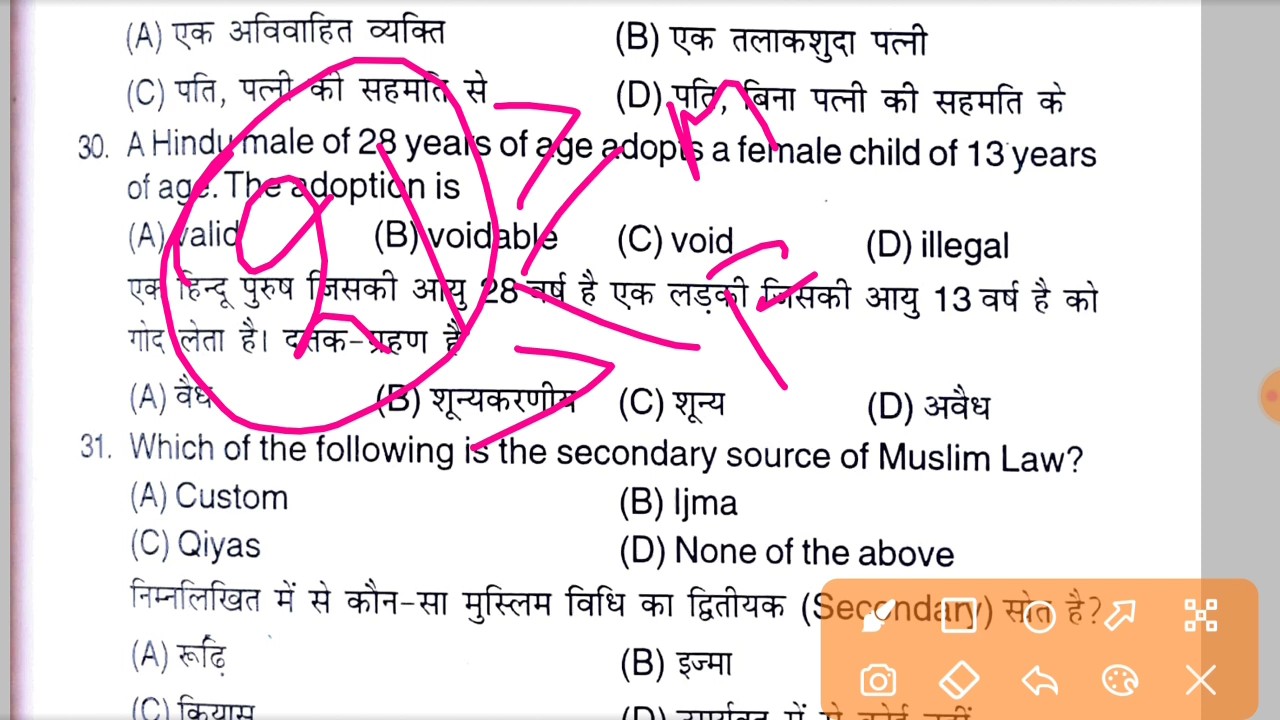 (A) एक अविवाहित व्यक्ति (B) एक तलाकशुदा पत्नी
(C) पति, पत्नी की सहमति से (D) पति, बिना पत्नी की सहमति के
30. A Hindu male of 28 years of age adopts a female child of 13 years
of age. The adoption is
(A) valid (B) voidable (C) void (D) illegal
एक हिन्दू पुरुष जिसकी आयु 28 वर्ष है एक लड़की जिसकी आयु 13 वर्ष है को
गोद लेता है। दत्तक-ग्रहण है
(A) वैध (B) शून्यकरणीय (C) शून्य (D) अवैध
31. Which of the following is the secondary source of Muslim Law?
(A) Custom (B) Ijma
(C) Qiyas (D) None of the above
निम्नलिखित में से कौन-सा मुस्लिम विधि का द्वितीयक (Secondary) स्रोत है?
(A) रूढ़ि (B) इज्मा
(C) कियास (D) उपर्युक्त में से कोई नहीं